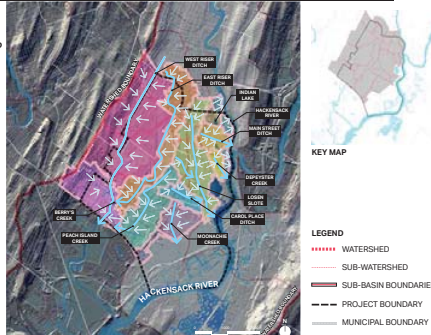 WATERSHED BOUNDARY
WEST RISER
DITCH
EAST RISER
DITCH
INDIAN
LAKE
HACKENSACK
RIVER
MAIN STREET
DITCH
DEPEYSTER
CREEK
LOSEN
SLOTE
CAROL PLACE
DITCH
BERRY'S
CREEK
PEACH ISLAND
CREEK
MOONACHIE
CREEK
HACKENSACK RIVER
WATERSHED BOUNDARY
N
KEY MAP
LEGEND
WATERSHED
SUB-WATERSHED
SUB-BASIN BOUNDARIE
PROJECT BOUNDARY
MUNICIPAL BOUNDARY